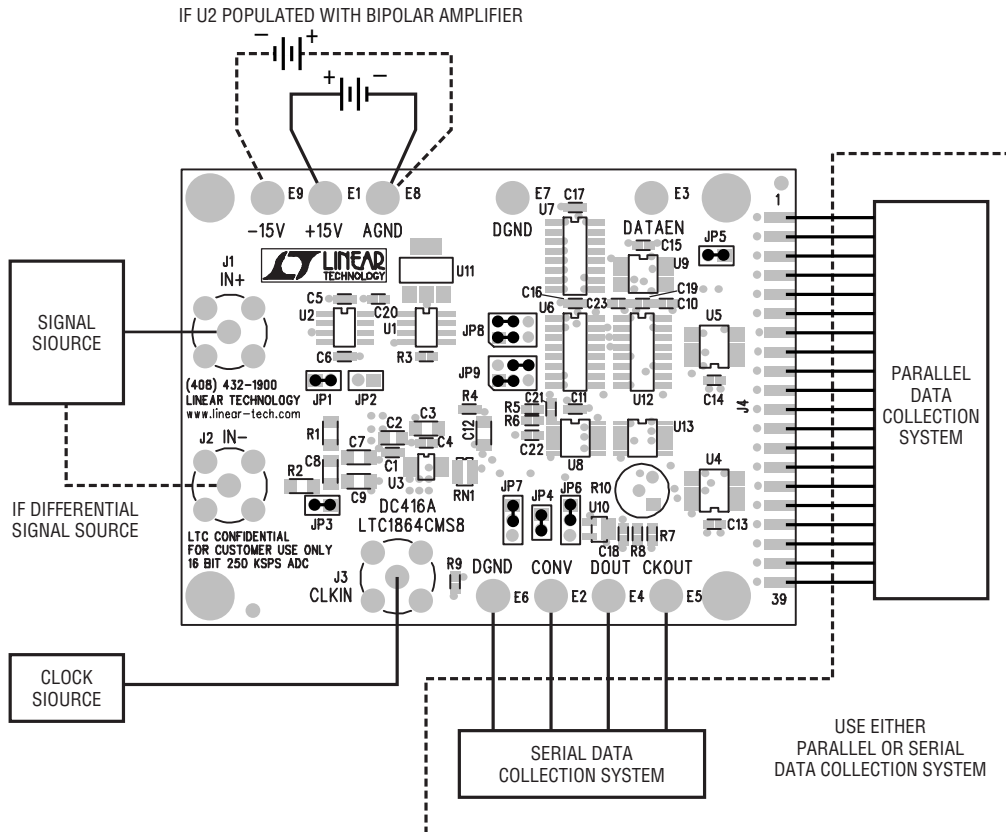 IF U2 POPULATED WITH BIPOLAR AMPLIFIER
− +
+ −
E9 E1 E8 E7 E3 1
-15V +15V AGND DGND DATAEN
U7 C17
C15 JP5
LINEAR
TECHNOLOGY
U11 U9
J1
IN+
SIGNAL
SIOURCE
C5 C20 C16 C23 C19 C10
U2 U1 U6 U5
JP8
C6 R3
JP9
JP1 JP2
C14
(408) 432-1900
LINEAR TECHNOLOGY
www.linear-tech.com
R4 C21 C11 U12 J4
R5
R6
PARALLEL
DATA
COLLECTION
SYSTEM
J2 IN-
R1 C2 C3 C12 C22 U13
C7 C4
C8 C1 U8 U4
R2 U3
C9 RN1
JP7 JP4 JP6 R10
IF DIFFERENTIAL
SIGNAL SOURCE
JP3
DC416A
LTC1864CMS8
U10
C13
LTC CONFIDENTIAL
FOR CUSTOMER USE ONLY
16 BIT 250 KSPS ADC
C18 R8 R7
J3
CLKIN
R9
DGND CONV DOUT CKOUT
E6 E2 E4 E5 39
CLOCK
SIOURCE
SERIAL DATA
COLLECTION SYSTEM
USE EITHER
PARALLEL OR SERIAL
DATA COLLECTION SYSTEM